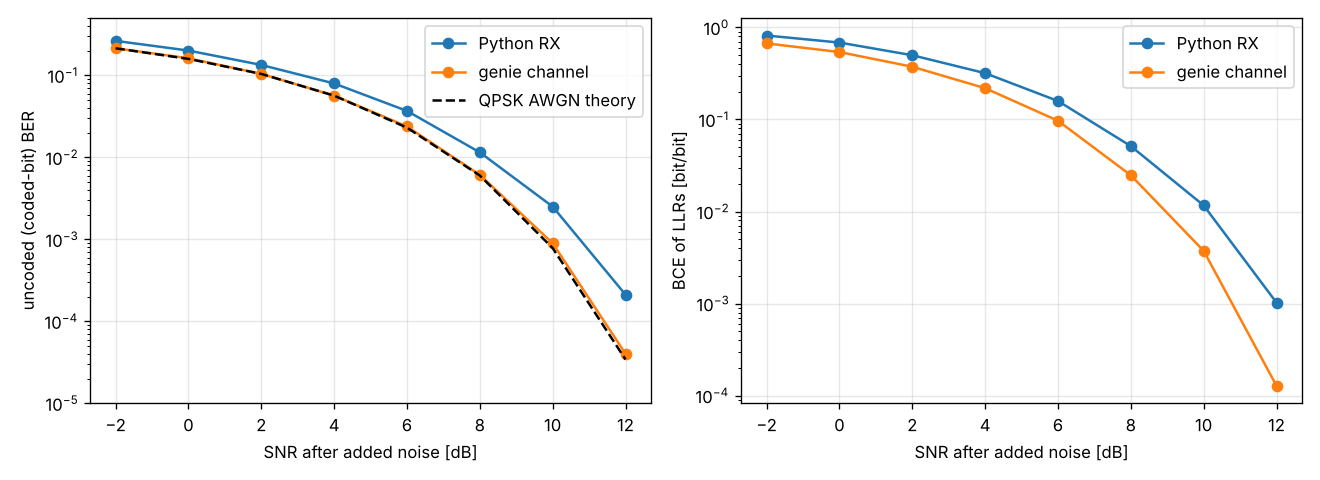 uncoded (coded-bit) BER
10⁻¹
10⁻²
10⁻³
10⁻⁴
10⁻⁵
Python RX
genie channel
QPSK AWGN theory
−2 0 2 4 6 8 10 12
SNR after added noise [dB]
BCE of LLRs [bit/bit]
10⁰
10⁻¹
10⁻²
10⁻³
10⁻⁴
Python RX
genie channel
−2 0 2 4 6 8 10 12
SNR after added noise [dB]